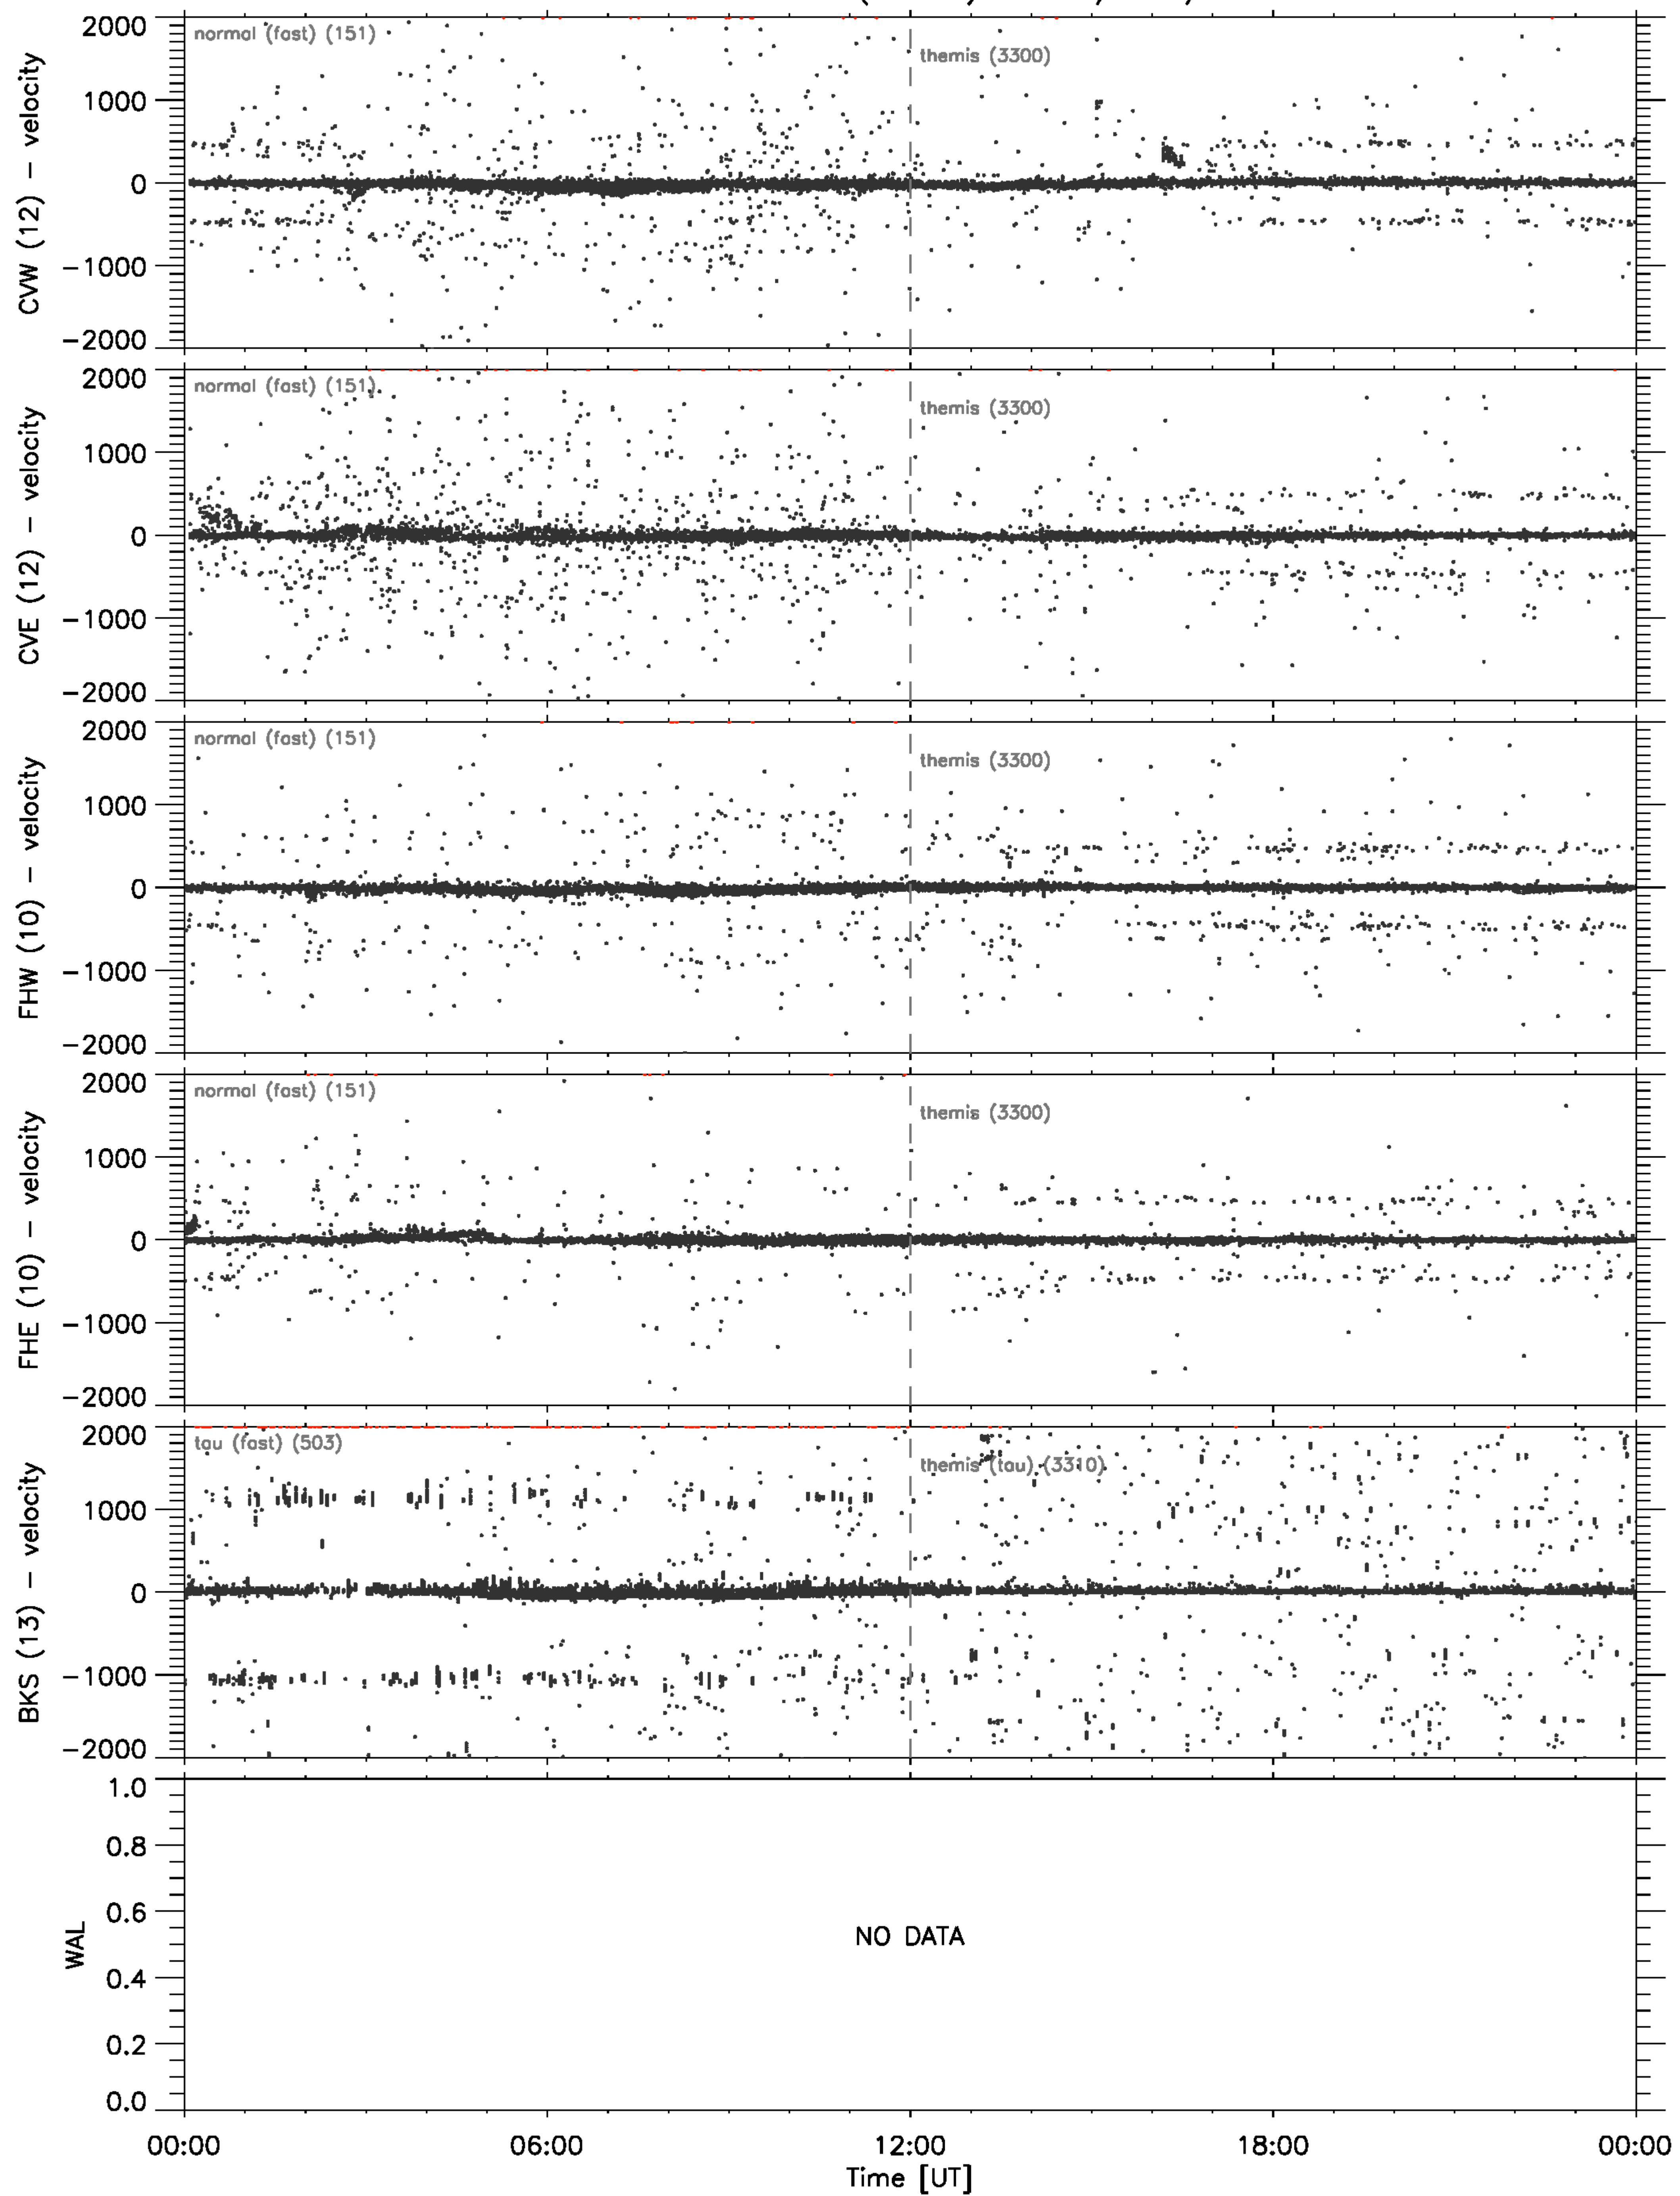 CVW (12) – velocity
2000
1000
0
−1000
−2000
normal (fast) (151)
themis (3300)
CVE (12) – velocity
2000
1000
0
−1000
−2000
normal (fast) (151)
themis (3300)
FHW (10) – velocity
2000
1000
0
−1000
−2000
normal (fast) (151)
themis (3300)
FHE (10) – velocity
2000
1000
0
−1000
−2000
normal (fast) (151)
themis (3300)
BKS (13) – velocity
2000
1000
0
−1000
−2000
tau (fast) (503)
themis (tau) (3310)
WAL
1.0
0.8
0.6
0.4
0.2
0.0
NO DATA
00:00
06:00
12:00
18:00
00:00
Time [UT]